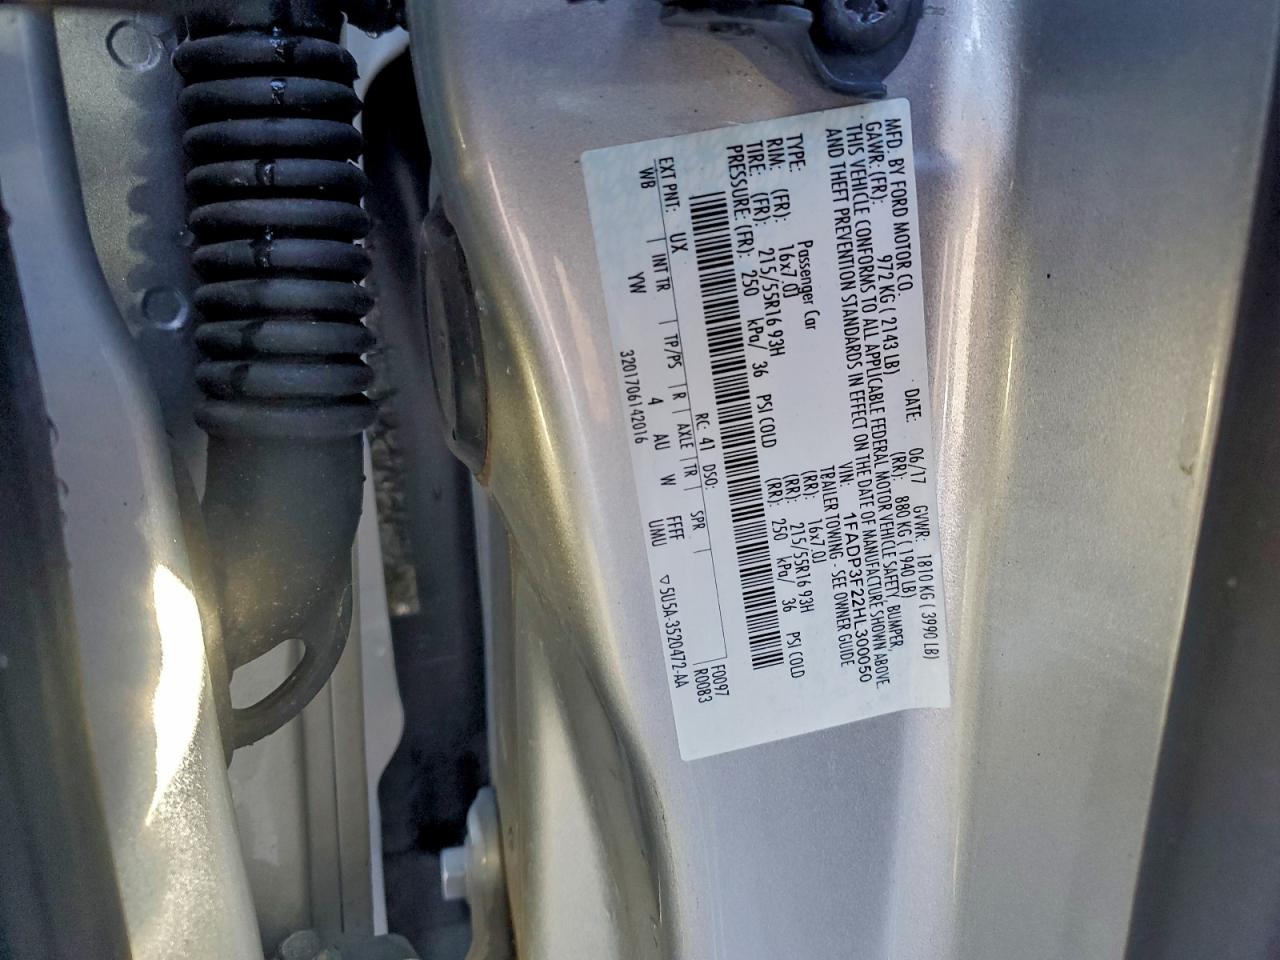 MFD. BY FORD MOTOR CO.
DATE: 06/17 GVWR: 1810 KG ( 3990 LB)
GAWR: (FR): 972 KG ( 2143 LB) (RR): 880 KG ( 1940 LB)
THIS VEHICLE CONFORMS TO ALL APPLICABLE FEDERAL MOTOR VEHICLE SAFETY, BUMPER,
AND THEFT PREVENTION STANDARDS IN EFFECT ON THE DATE OF MANUFACTURE SHOWN ABOVE.
VIN: 1FADP3F22HL300050
TYPE: Passenger Car TRAILER TOWING - SEE OWNER GUIDE
RIM: (FR): 16x7.0J (RR): 16x7.0J
TIRE: (FR): 215/55R16 93H (RR): 215/55R16 93H
PRESSURE: (FR): 250 kPa/ 36 PSI COLD (RR): 250 kPa/ 36 PSI COLD
RC: 41 DSO: F0097
EXT PNT: UX R0083
WB | INT TR | TP/PS | R | AXLE | TR | SPR |
YW 4 AU W FFFF
3201706142016 UMU ▽5U5A-3520472-AA